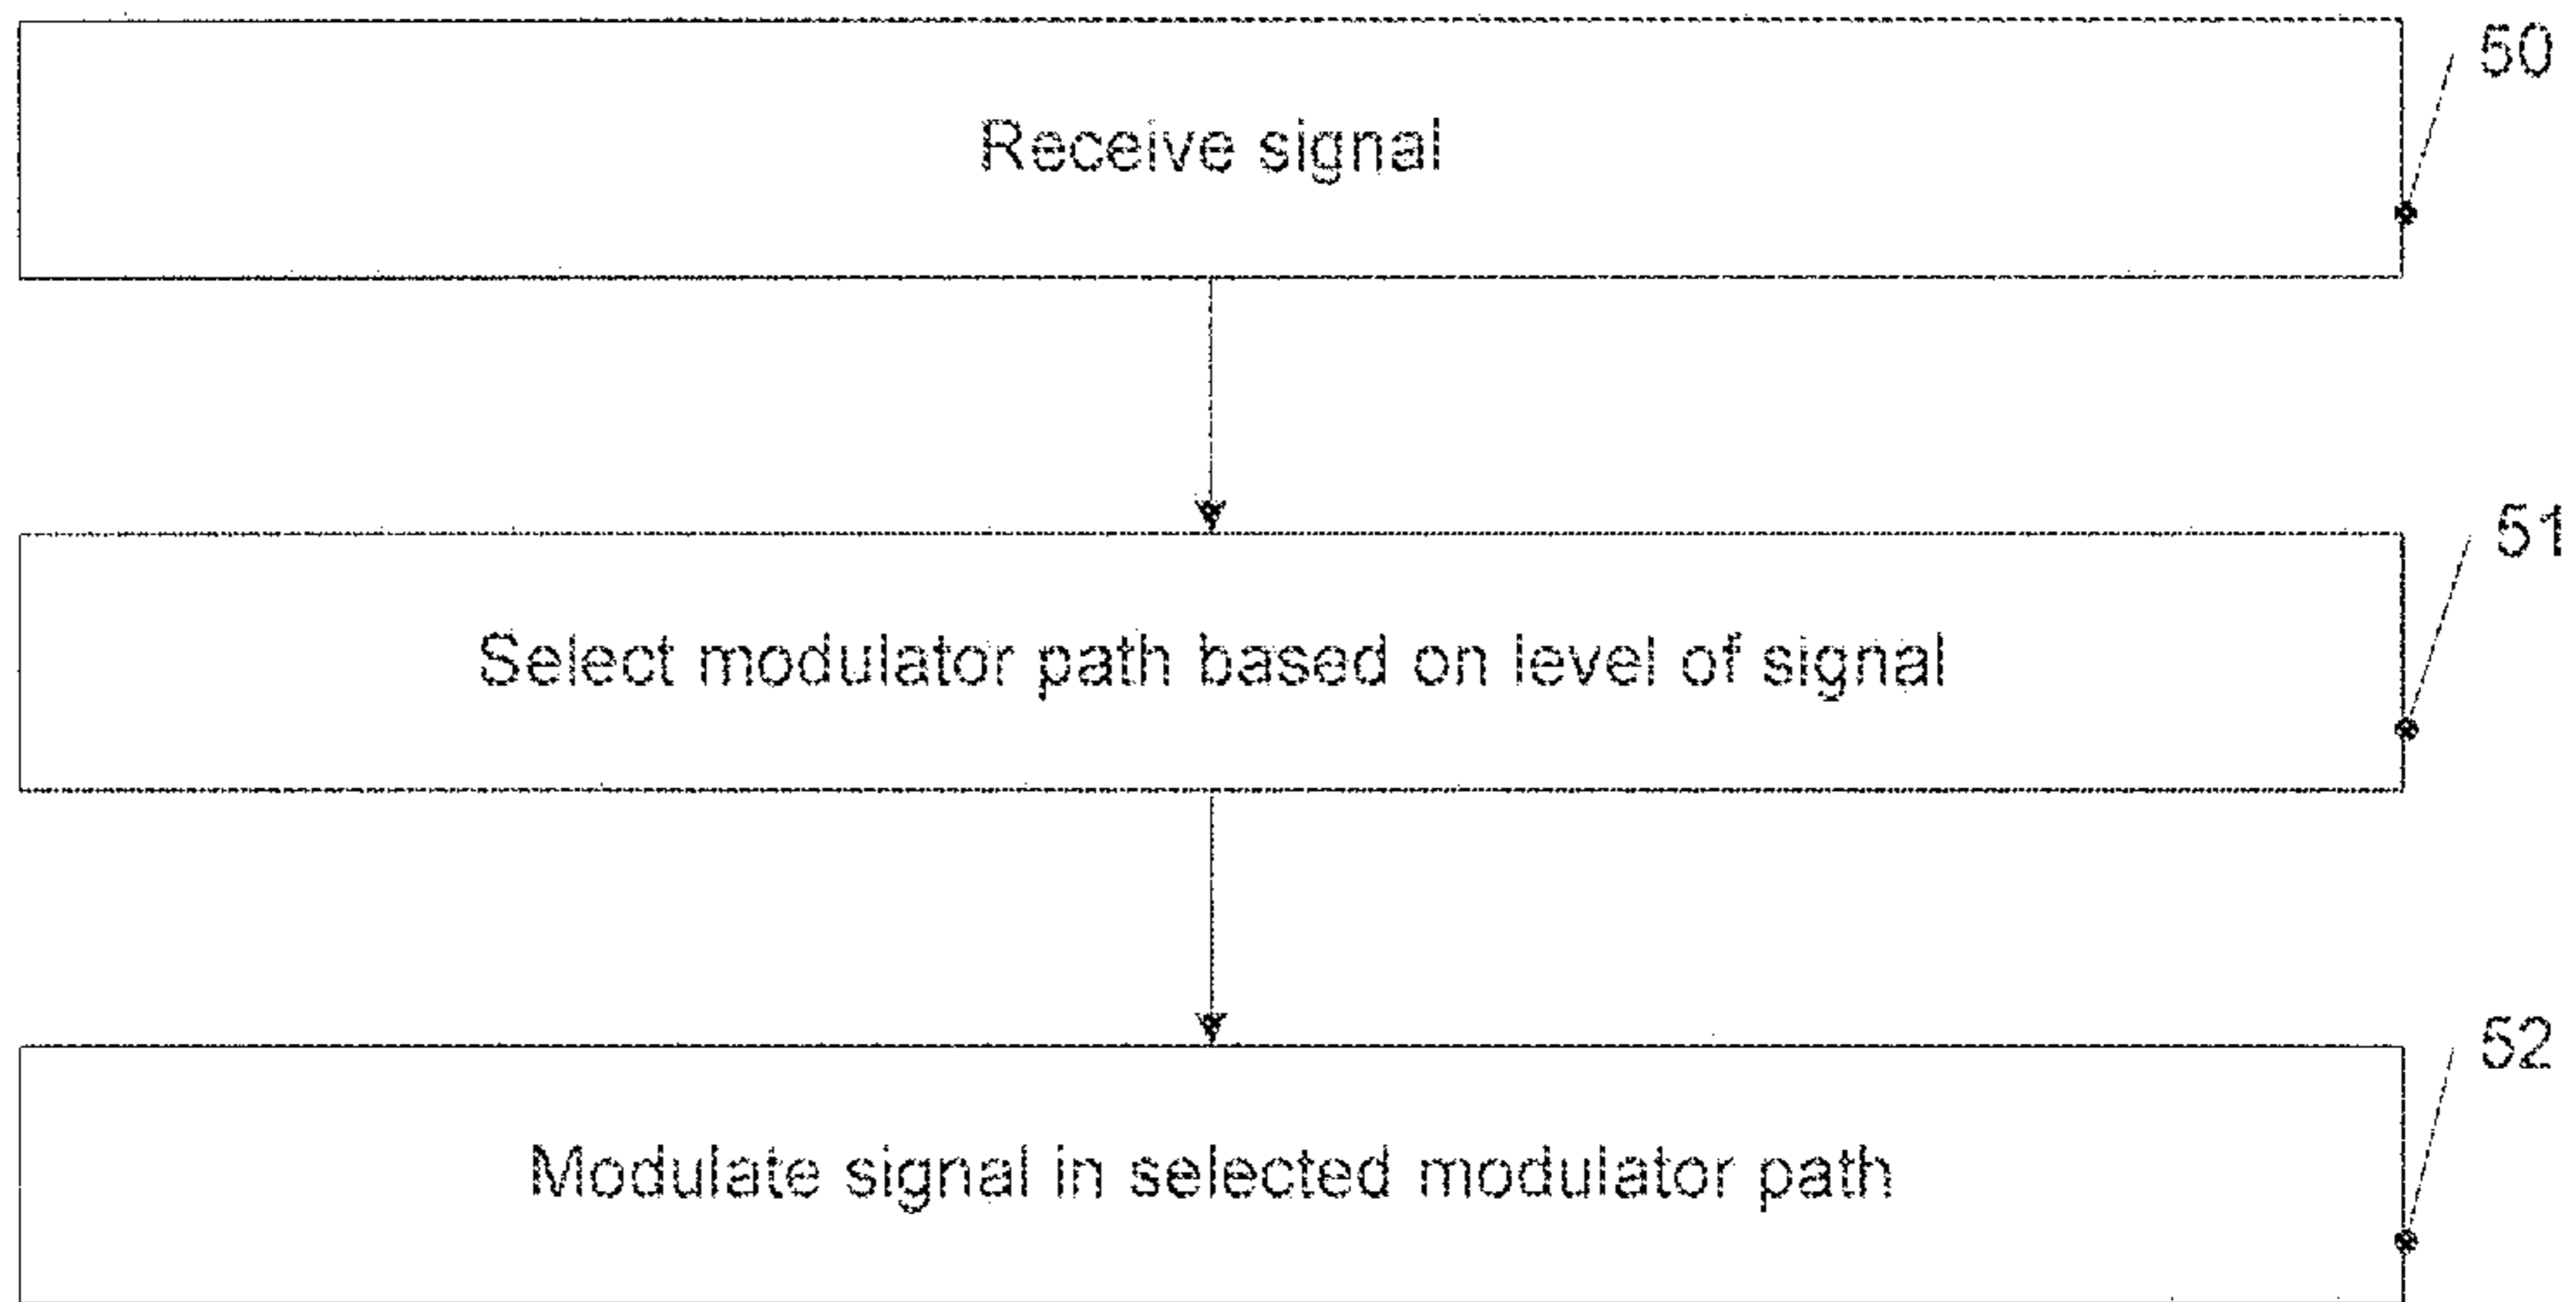 50
Receive signal
51
Select modulator path based on level of signal
52
Modulate signal in selected modulator path